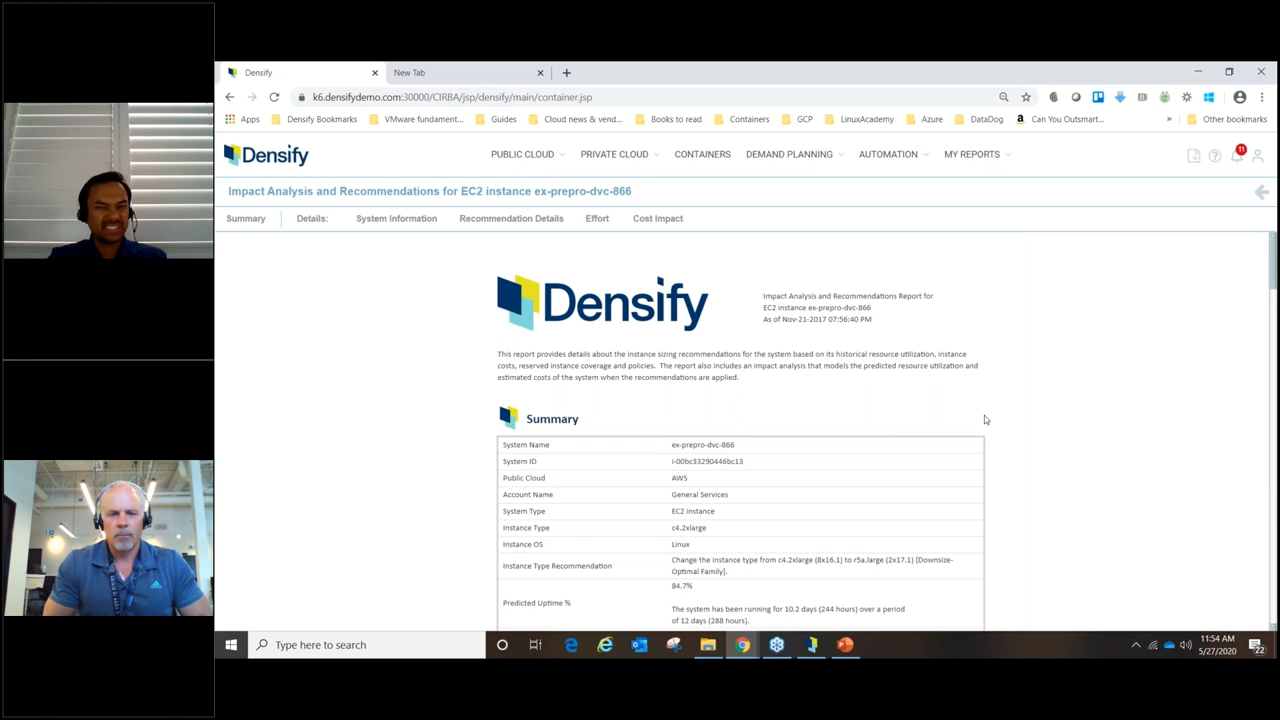 Densify
New Tab
k6.densifydemo.com:30000/CIRBA/jsp/densify/main/container.jsp
Apps
Densify Bookmarks
VMware fundament...
Guides
Cloud news & vend...
Books to read
Containers
GCP
LinuxAcademy
Azure
DataDog
Can You Outsmart...
»
Other bookmarks
Densify
PUBLIC CLOUD
PRIVATE CLOUD
CONTAINERS
DEMAND PLANNING
AUTOMATION
MY REPORTS
11
Impact Analysis and Recommendations for EC2 instance ex-prepro-dvc-866
Summary
Details:
System Information
Recommendation Details
Effort
Cost Impact
Densify
Impact Analysis and Recommendations Report for
EC2 instance ex-prepro-dvc-866
As of Nov-21-2017 07:56:40 PM
This report provides details about the instance sizing recommendations for the system based on its historical resource utilization, instance
costs, reserved instance coverage and policies. The report also includes an impact analysis that models the predicted resource utilization and
estimated costs of the system when the recommendations are applied.
Summary
System Name ex-prepro-dvc-866
System ID i-00bc33290446bc13
Public Cloud AWS
Account Name General Services
System Type EC2 instance
Instance Type c4.2xlarge
Instance OS Linux
Instance Type Recommendation Change the instance type from c4.2xlarge (8x16.1) to r5a.large (2x17.1) [Downsize-
Optimal Family].
84.7%
Predicted Uptime %
The system has been running for 10.2 days (244 hours) over a period
of 12 days (288 hours).
Type here to search
11:54 AM
5/27/2020
22
adidas